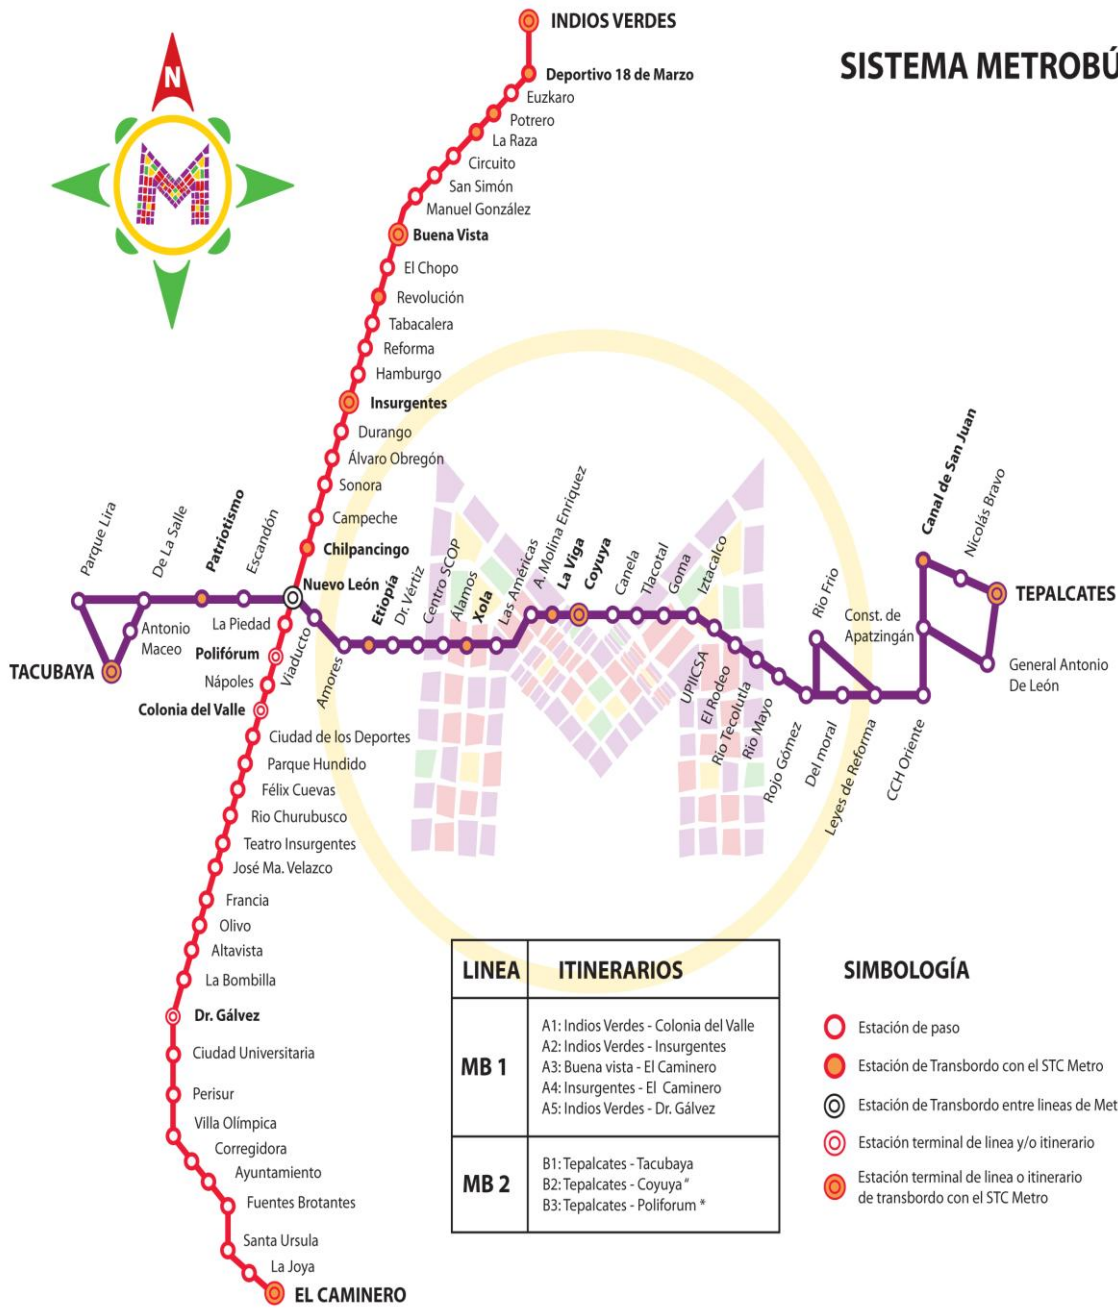 INDIOS VERDES
SISTEMA METROBÚ
N
Deportivo 18 de Marzo
Euzkaro
Potrero
La Raza
Circuito
San Simón
Manuel González
Buena Vista
El Chopo
Revolución
Tabacalera
Reforma
Hamburgo
Insurgentes
Durango
Álvaro Obregón
Sonora
Campeche
Chilpancingo
Nuevo León
La Piedad
Polifórum
Nápoles
Colonia del Valle
Ciudad de los Deportes
Parque Hundido
Félix Cuevas
Rio Churubusco
Teatro Insurgentes
José Ma. Velazco
Francia
Olivo
Altavista
La Bombilla
Dr. Gálvez
Ciudad Universitaria
Perisur
Villa Olímpica
Corregidora
Ayuntamiento
Fuentes Brotantes
Santa Ursula
La Joya
EL CAMINERO
Parque Lira
De La Salle
Patriotismo
Escandón
Antonio
Maceo
TACUBAYA
Viaducto
Amores
Etiopía
Dr. Vértiz
Centro SCOP
Álamos
Xola
Las Américas
A. Molina Enriquez
La Viga
Coyuya
Canela
Tlacotal
Goma
Iztacalco
UPIICSA
El Rodeo
Rio Tecolutla
Rio Mayo
Rojo Gómez
Rio Frio
Del moral
Leyes de Reforma
Const. de
Apatzingán
CCH Oriente
Canal de San Juan
Nicolás Bravo
TEPALCATES
General Antonio
De León
LINEA ITINERARIOS
MB 1
A1: Indios Verdes - Colonia del Valle
A2: Indios Verdes - Insurgentes
A3: Buena vista - El Caminero
A4: Insurgentes - El Caminero
A5: Indios Verdes - Dr. Gálvez
MB 2
B1: Tepalcates - Tacubaya
B2: Tepalcates - Coyuya *
B3: Tepalcates - Poliforum *
SIMBOLOGÍA
Estación de paso
Estación de Transbordo con el STC Metro
Estación de Transbordo entre lineas de Met
Estación terminal de linea y/o itinerario
Estación terminal de linea o itinerario
de transbordo con el STC Metro